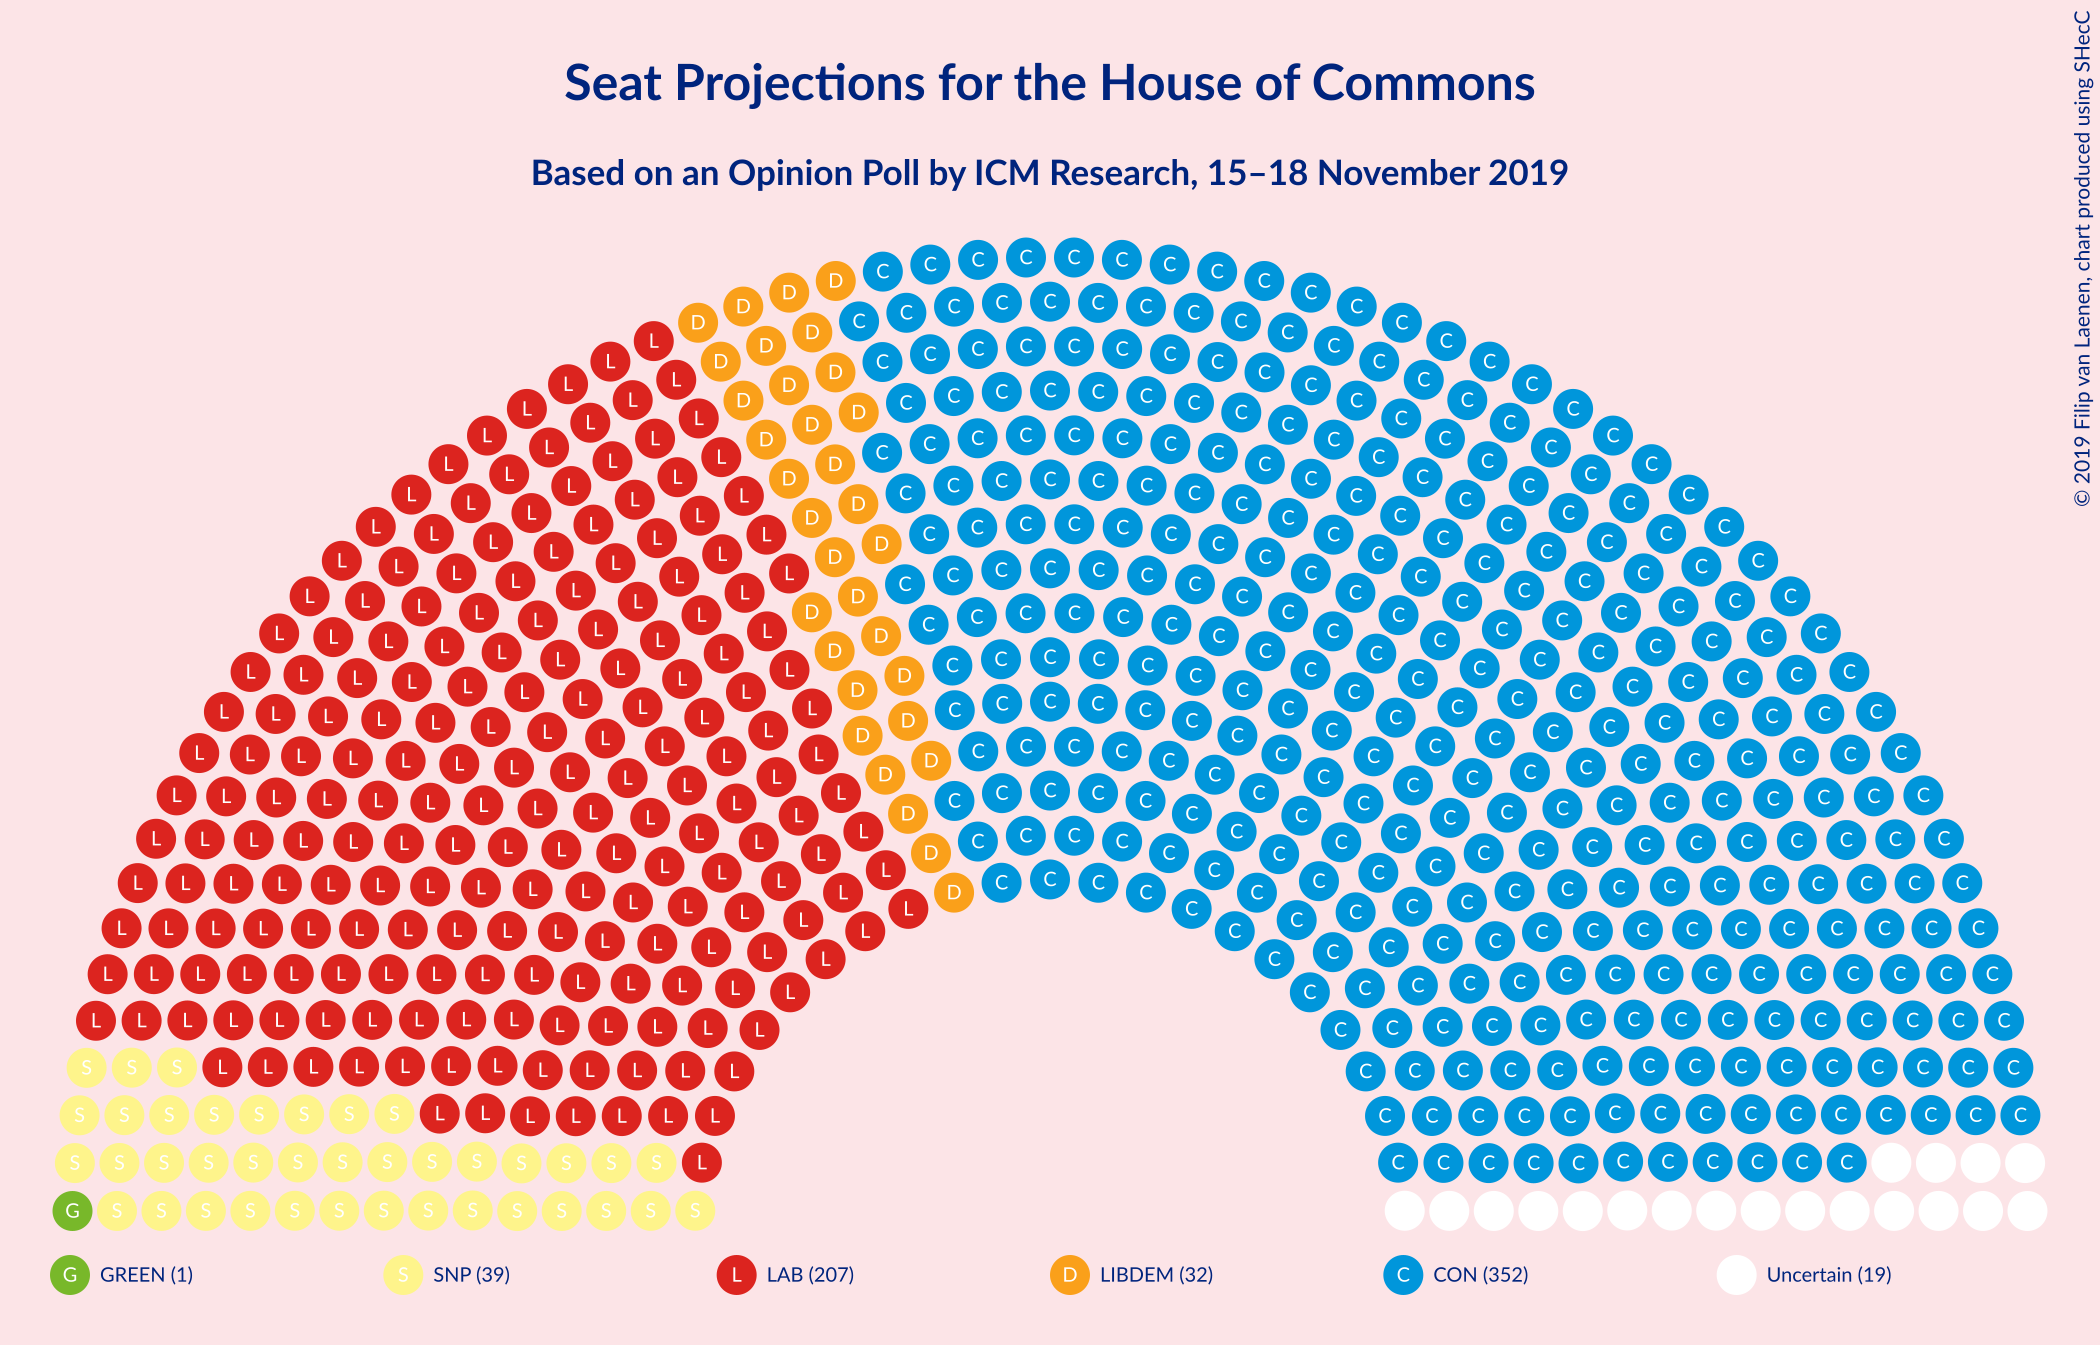 Seat Projections for the House of Commons
Based on an Opinion Poll by ICM Research, 15–18 November 2019
© 2019 Filip van Laenen, chart produced using SHecC
G GREEN (1) S SNP (39) L LAB (207) D LIBDEM (32) C CON (352) Uncertain (19)